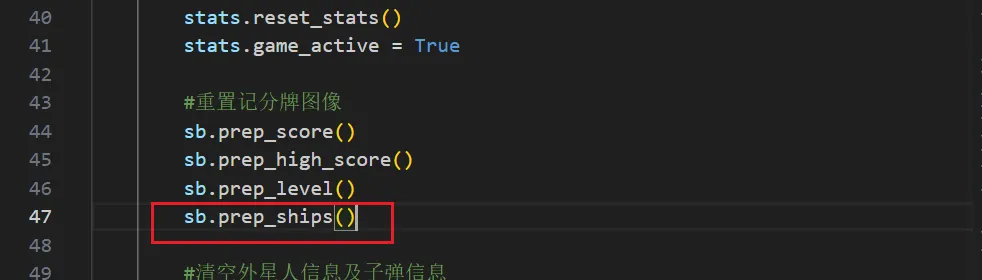 40 stats.reset_stats()
41 stats.game_active = True
42
43 #重置记分牌图像
44 sb.prep_score()
45 sb.prep_high_score()
46 sb.prep_level()
47 sb.prep_ships()
48
49 #清空外星人信息及子弹信息